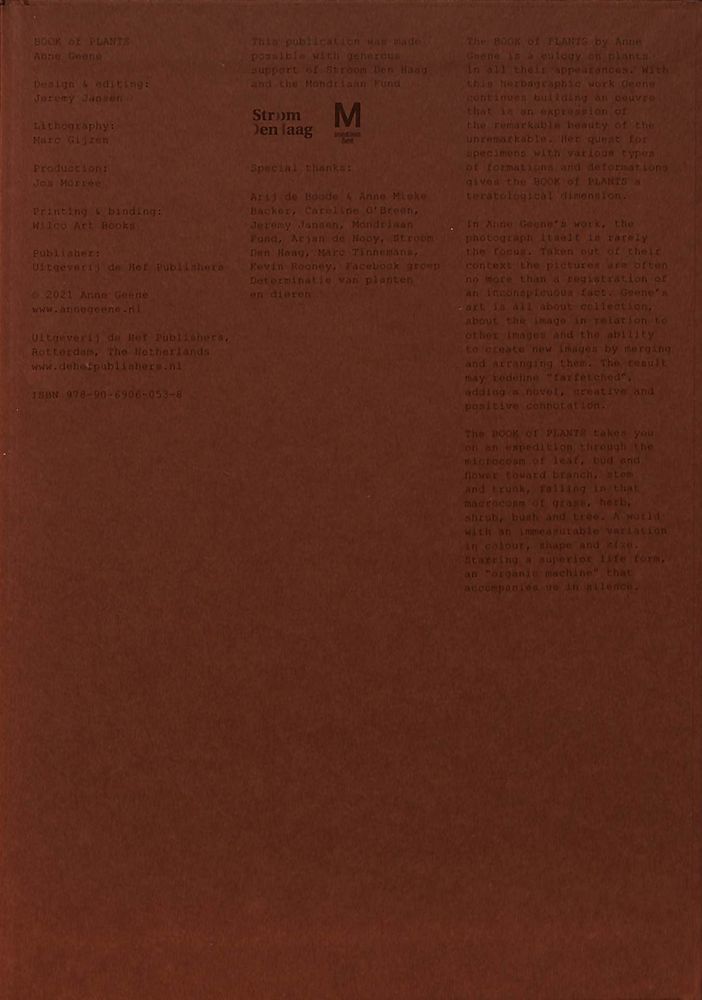 BOOK of PLANTS
Anne Geene
Design & editing:
Jeremy Jansen
Lithography:
Marc Gijzen
Production:
Jos Morree
Printing & binding:
Wilco Art Books
Publisher:
Uitgeverij de Hef Publishers
© 2021 Anne Geene
www.annegeene.nl
Uitgeverij de Hef Publishers,
Rotterdam, The Netherlands
www.dehefpublishers.nl
ISBN 978-90-6906-053-8
This publication was made
possible with generous
support of Stroom Den Haag
and the Mondriaan Fund
Str m
en aag
M
mondriaan
fund
Special thanks:
Arij de Boode & Anne Mieke
Backer, Caroline O'Breen,
Jeremy Jansen, Mondriaan
Fund, Arjan de Nooy, Stroom
Den Haag, Marc Tinnemans,
Kevin Rooney, Facebook groep
Determinatie van planten
en dieren
The BOOK of PLANTS by Anne
Geene is a eulogy on plants
in all their appearances. With
this herbagraphic work Geene
continues building an oeuvre
that is an expression of
the remarkable beauty of the
unremarkable. Her quest for
specimens with various types
of formations and deformations
gives the BOOK of PLANTS a
teratological dimension.
In Anne Geene's work, the
photograph itself is rarely
the focus. Taken out of their
context the pictures are often
no more than a registration of
an inconspicuous fact. Geene's
art is all about collection,
about the image in relation to
other images and the ability
to create new images by merging
and arranging them. The result
may redefine "farfetched",
adding a novel, creative and
positive connotation.
The BOOK of PLANTS takes you
on an expedition through the
microcosm of leaf, bud and
flower toward branch, stem
and trunk, falling in that
macrocosm of grass, herb,
shrub, bush and tree. A world
with an immeasurable variation
in colour, shape and size.
Starring a superior life form,
an "organic machine" that
accompanies us in silence.